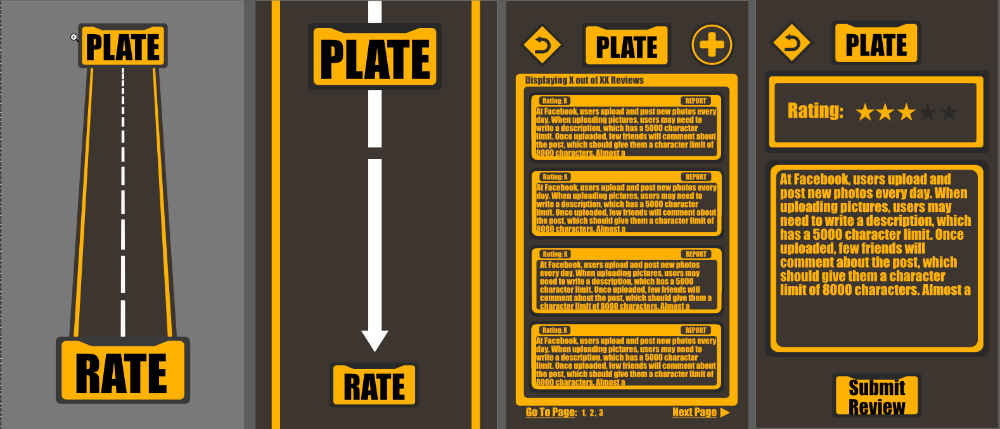 PLATE
RATE
PLATE
RATE
PLATE
Displaying X out of XX Reviews
Rating: X
REPORT
At Facebook, users upload and post new photos every
day. When uploading pictures, users may need to
write a description, which has a 5000 character
limit. Once uploaded, few friends will comment about
the post, which should give them a character limit of
8000 characters. Almost a
Rating: X
REPORT
At Facebook, users upload and post new photos every
day. When uploading pictures, users may need to
write a description, which has a 5000 character
limit. Once uploaded, few friends will comment about
the post, which should give them a character limit of
8000 characters. Almost a
Rating: X
REPORT
At Facebook, users upload and post new photos
every day. When uploading pictures, users may
need to write a description, which has a 5000
character limit. Once uploaded, few friends will
comment about the post, which should give them a
character limit of 8000 characters. Almost a
Rating: X
REPORT
At Facebook, users upload and post new photos every
day. When uploading pictures, users may need to
write a description, which has a 5000 character
limit. Once uploaded, few friends will comment about
the post, which should give them a character limit of
8000 characters. Almost a
Go To Page: 1, 2, 3
Next Page
PLATE
Rating:
At Facebook, users upload and
post new photos every day. When
uploading pictures, users may
need to write a description, which
has a 5000 character limit. Once
uploaded, few friends will
comment about the post, which
should give them a character
limit of 8000 characters. Almost a
Submit
Review